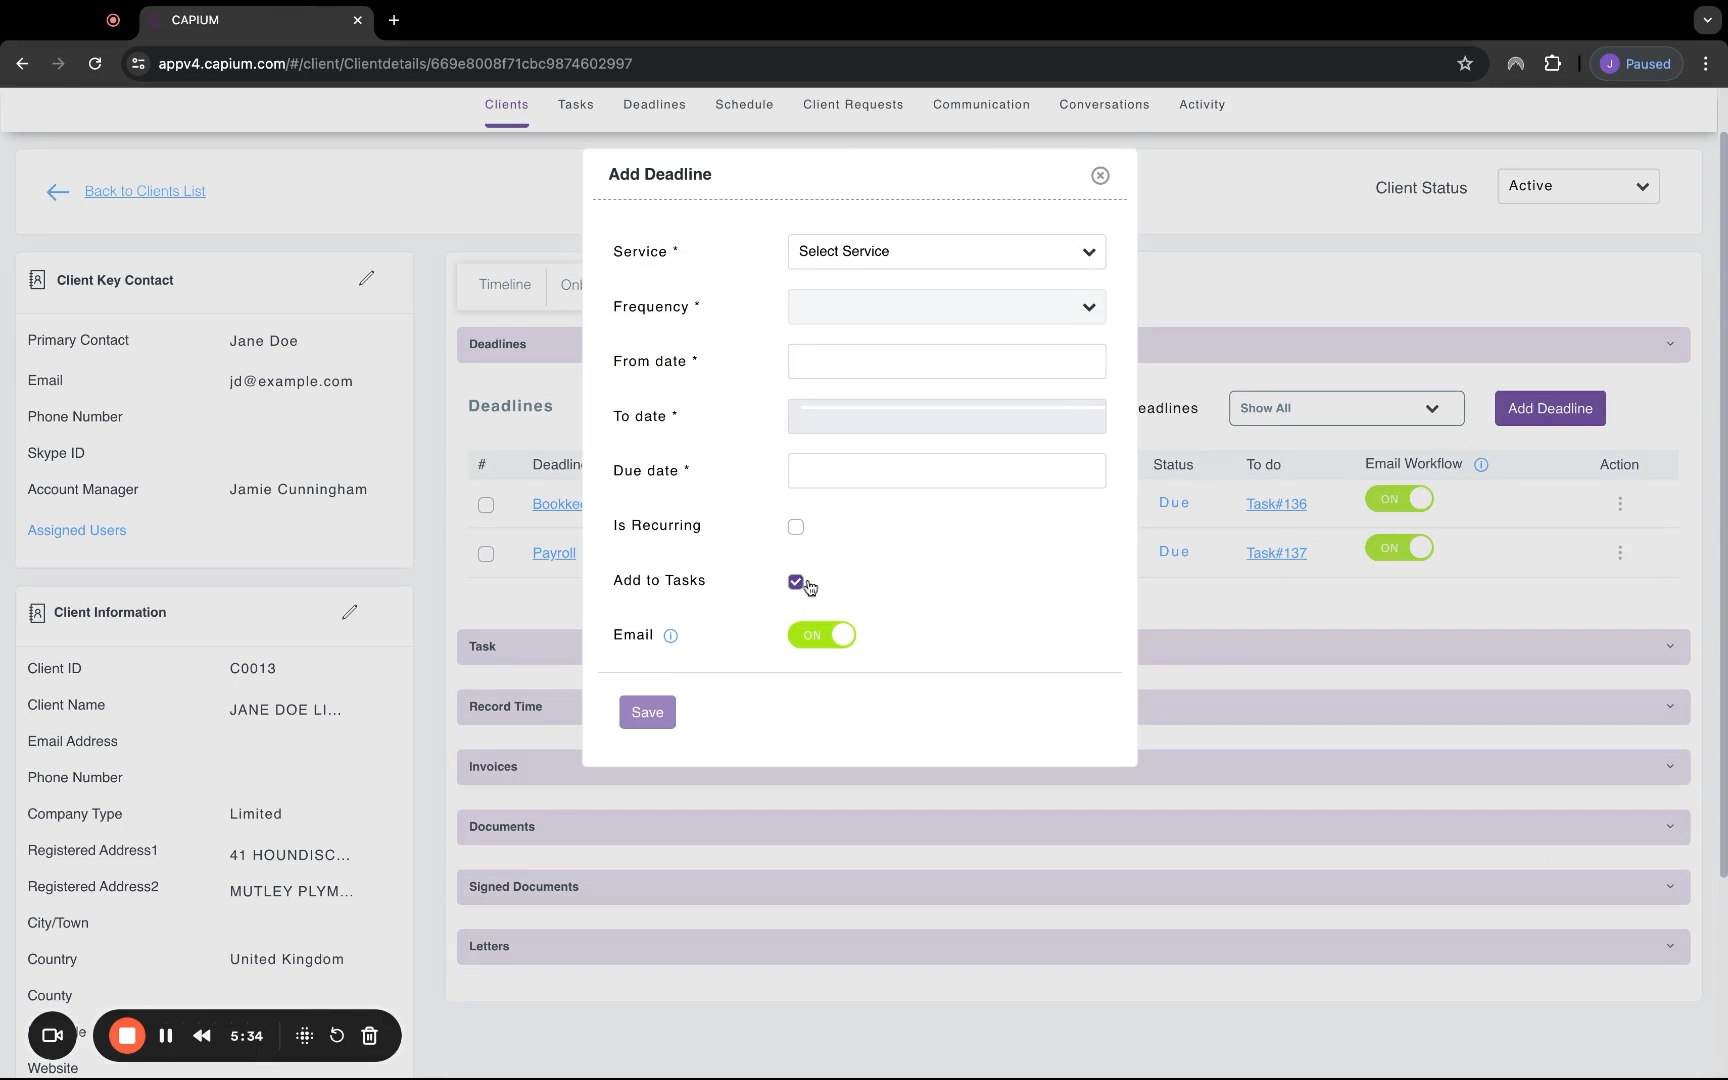 CAPIUM
appv4.capium.com/#/client/Clientdetails/669e8008f71cbc9874602997
J Paused
Clients Tasks Deadlines Schedule Client Requests Communication Conversations Activity
Back to Clients List
Client Status Active
Client Key Contact
Primary Contact Jane Doe
Email jd@example.com
Phone Number
Skype ID
Account Manager Jamie Cunningham
Assigned Users
Client Information
Client ID C0013
Client Name JANE DOE LI...
Email Address
Phone Number
Company Type Limited
Registered Address1 41 HOUNDISC...
Registered Address2 MUTLEY PLYM...
City/Town
Country United Kingdom
County
Website
5:34
Timeline
Deadlines
Deadlines
eadlines Show All Add Deadline
# Deadlin Status To do Email Workflow Action
Bookkee Due Task#136 ON
Payroll Due Task#137 ON
Task
Record Time
Invoices
Documents
Signed Documents
Letters
Add Deadline
Service * Select Service
Frequency *
From date *
To date *
Due date *
Is Recurring
Add to Tasks
Email ON
Save